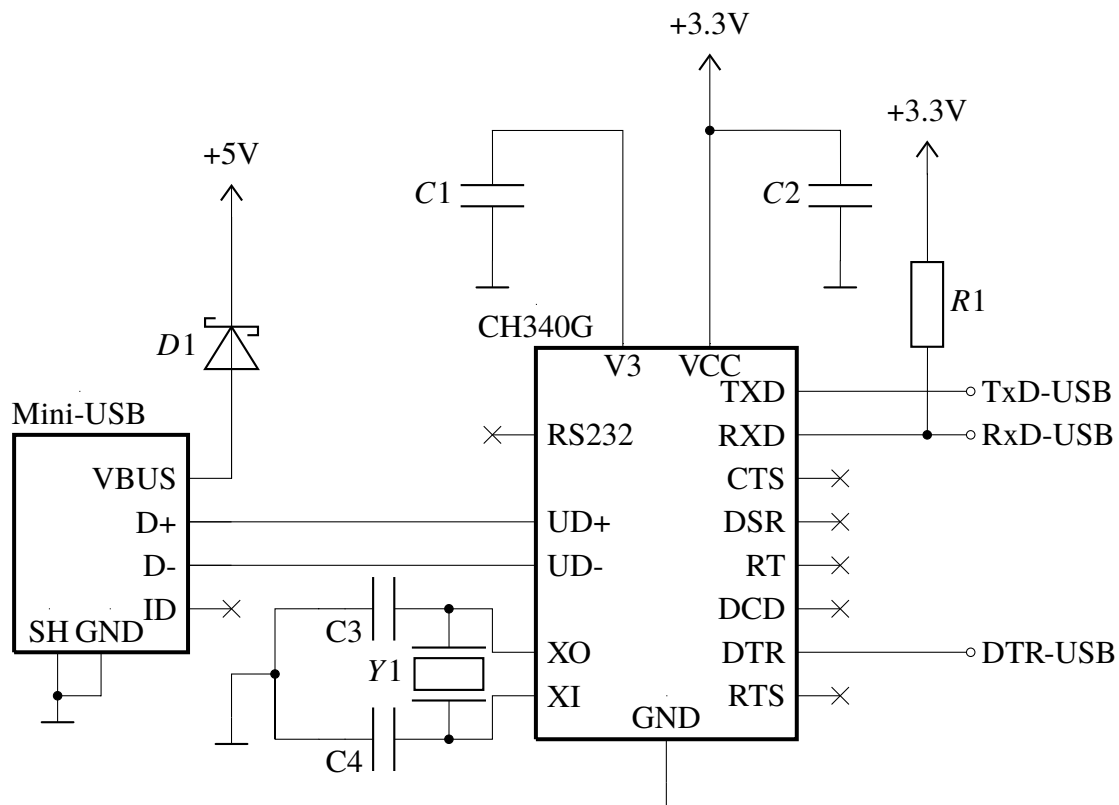 +3.3V
+3.3V
+5V
C1
C2
R1
D1
CH340G
V3 VCC
TXD
TxD-USB
Mini-USB
RS232
RXD
RxD-USB
VBUS
CTS
D+
UD+
DSR
D-
UD-
RT
ID
DCD
SH GND
C3
Y1
XO
DTR
DTR-USB
XI
RTS
GND
C4